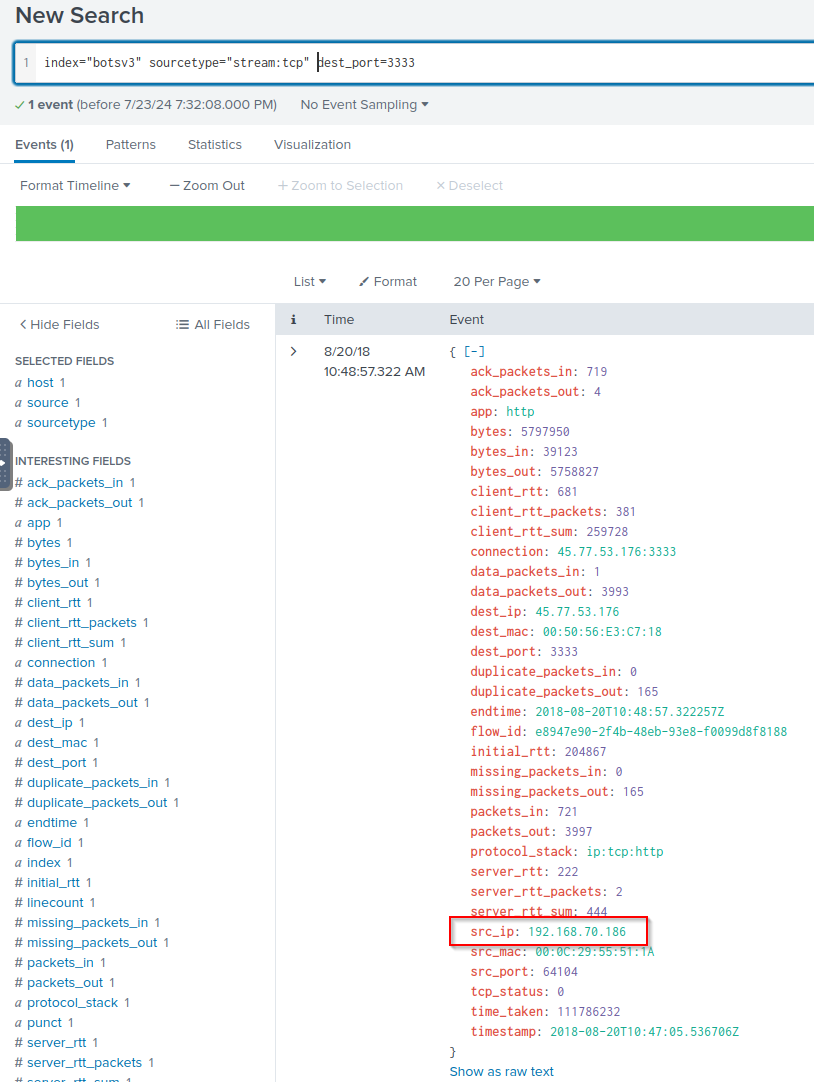 New Search
1 index="botsv3" sourcetype="stream:tcp" dest_port=3333
✓ 1 event (before 7/23/24 7:32:08.000 PM) No Event Sampling ▾
Events (1) Patterns Statistics Visualization
Format Timeline ▾ — Zoom Out + Zoom to Selection × Deselect
List ▾ Format 20 Per Page ▾
< Hide Fields All Fields
SELECTED FIELDS
a host 1
a source 1
a sourcetype 1
INTERESTING FIELDS
# ack_packets_in 1
# ack_packets_out 1
a app 1
# bytes 1
# bytes_in 1
# bytes_out 1
# client_rtt 1
# client_rtt_packets 1
# client_rtt_sum 1
a connection 1
# data_packets_in 1
# data_packets_out 1
a dest_ip 1
a dest_mac 1
# dest_port 1
# duplicate_packets_in 1
# duplicate_packets_out 1
a endtime 1
a flow_id 1
a index 1
# initial_rtt 1
# linecount 1
# missing_packets_in 1
# missing_packets_out 1
# packets_in 1
# packets_out 1
a protocol_stack 1
a punct 1
# server_rtt 1
# server_rtt_packets 1
# server_rtt_sum 1
i Time Event
> 8/20/18
10:48:57.322 AM
{ [-]
ack_packets_in: 719
ack_packets_out: 4
app: http
bytes: 5797950
bytes_in: 39123
bytes_out: 5758827
client_rtt: 681
client_rtt_packets: 381
client_rtt_sum: 259728
connection: 45.77.53.176:3333
data_packets_in: 1
data_packets_out: 3993
dest_ip: 45.77.53.176
dest_mac: 00:50:56:E3:C7:18
dest_port: 3333
duplicate_packets_in: 0
duplicate_packets_out: 165
endtime: 2018-08-20T10:48:57.322257Z
flow_id: e8947e90-2f4b-48eb-93e8-f0099d8f8188
initial_rtt: 204867
missing_packets_in: 0
missing_packets_out: 165
packets_in: 721
packets_out: 3997
protocol_stack: ip:tcp:http
server_rtt: 222
server_rtt_packets: 2
server_rtt_sum: 444
src_ip: 192.168.70.186
src_mac: 00:0C:29:55:51:1A
src_port: 64104
tcp_status: 0
time_taken: 111786232
timestamp: 2018-08-20T10:47:05.536706Z
}
Show as raw text